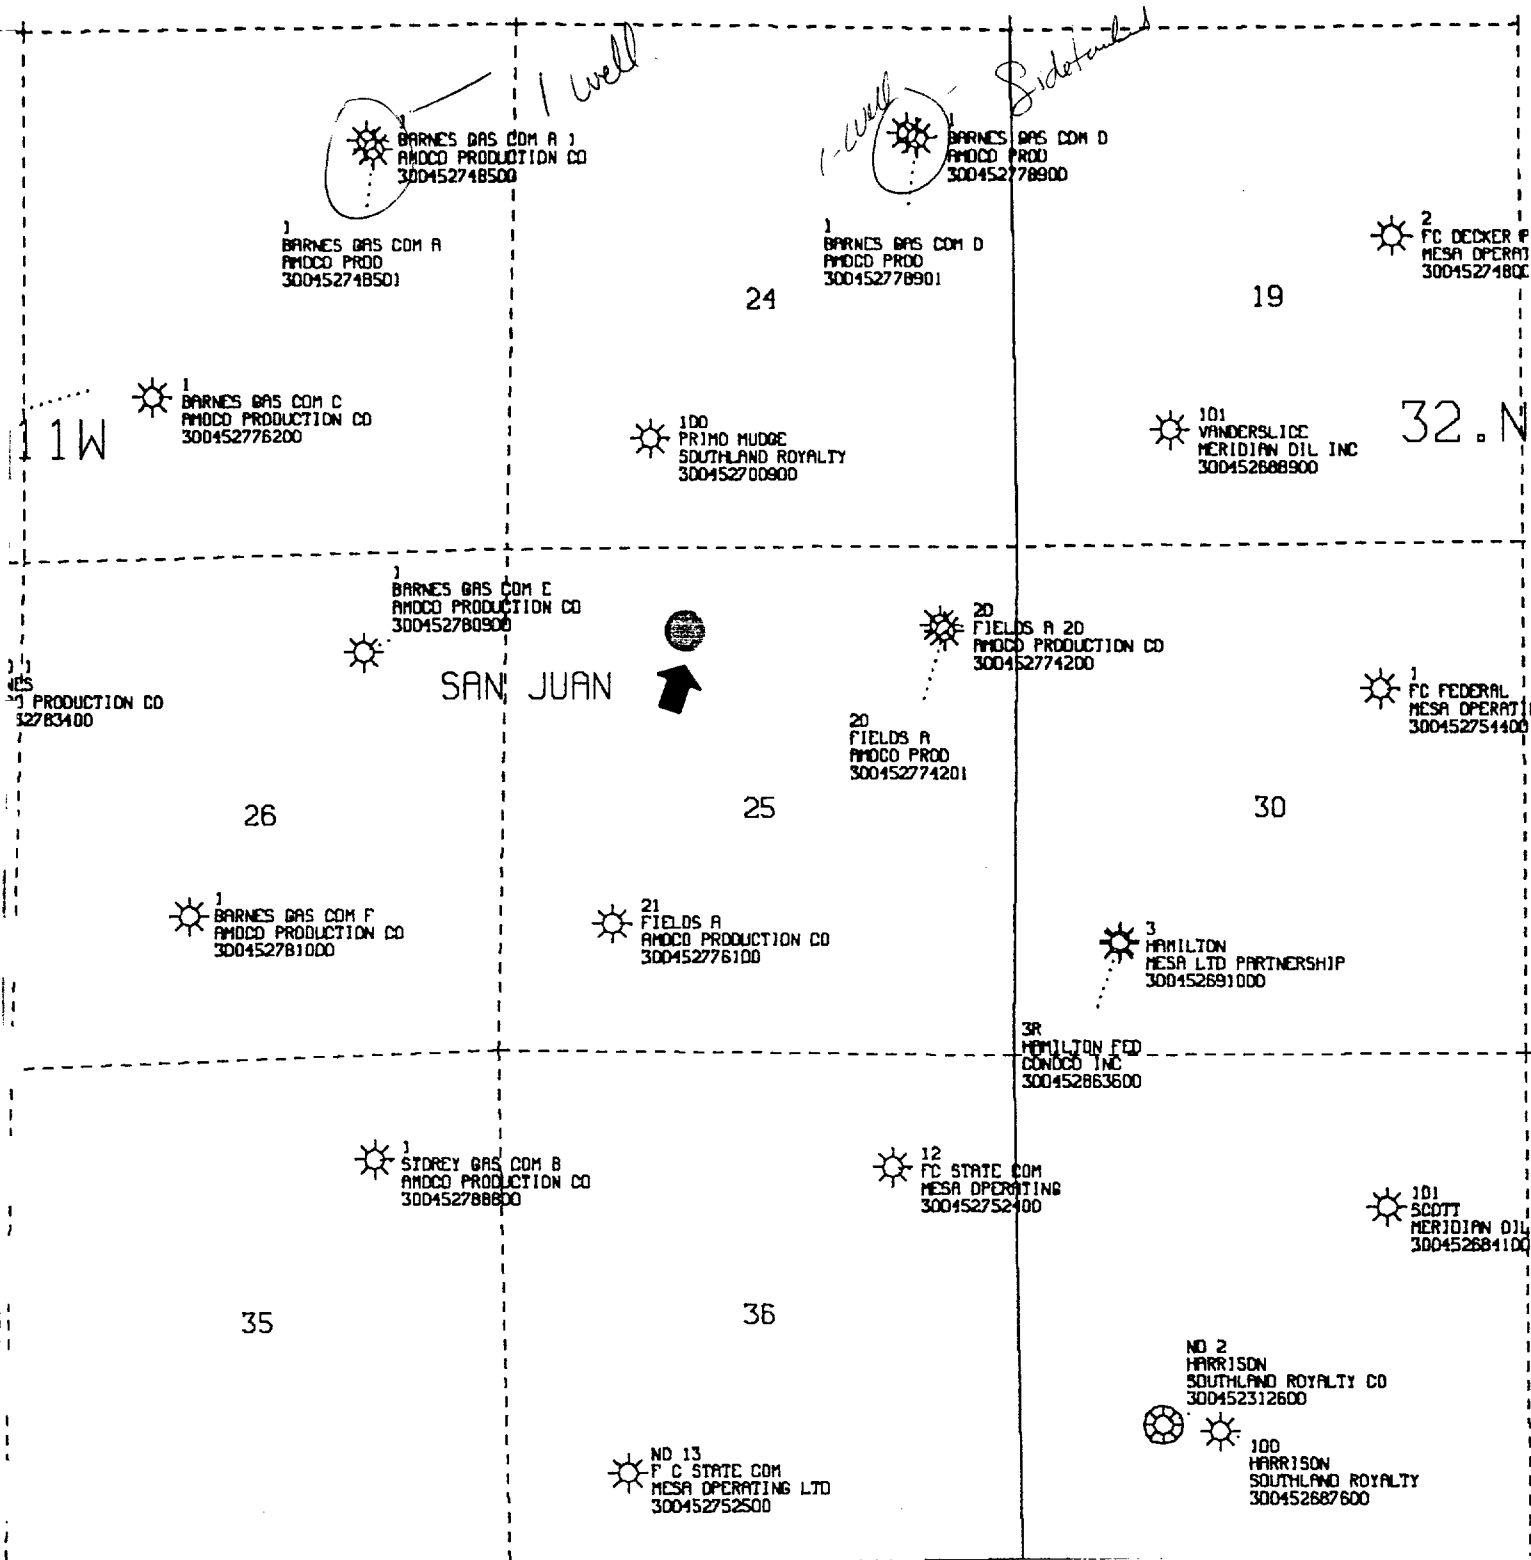 1 well
1-well - Sidetracked
1
BARNES GAS COM A 1
AMOCO PRODUCTION CO
300452748500
1
BARNES GAS COM A
AMOCO PROD
300452748501
1
BARNES GAS COM D
AMOCO PROD
300452778900
1
BARNES GAS COM D
AMOCO PROD
300452778901
2
FC DECKER
MESA OPERAT
30045274800
24
19
1
BARNES GAS COM C
AMOCO PRODUCTION CO
300452776200
11W
100
PRIMO MUDGE
SOUTHLAND ROYALTY
300452700900
101
VANDERSLICE
MERIDIAN OIL INC
300452688900
32.N
1
BARNES GAS COM E
AMOCO PRODUCTION CO
300452780900
SAN JUAN
20
FIELDS A 20
AMOCO PRODUCTION CO
300452774200
20
FIELDS A
AMOCO PROD
300452774201
1
FC FEDERAL
MESA OPERATI
300452754400
PRODUCTION CO
52783400
26
25
30
1
BARNES GAS COM F
AMOCO PRODUCTION CO
300452781000
21
FIELDS A
AMOCO PRODUCTION CO
300452776100
3
HAMILTON
MESA LTD PARTNERSHIP
300452691000
3R
HAMILTON FED
CONOCO INC
300452863600
1
STOREY GAS COM B
AMOCO PRODUCTION CO
300452788800
12
FC STATE COM
MESA OPERATING
300452752400
101
SCOTT
MERIDIAN OIL
300452684100
35
36
NO 2
HARRISON
SOUTHLAND ROYALTY CO
300452312600
100
HARRISON
SOUTHLAND ROYALTY
300452687600
NO 13
F C STATE COM
MESA OPERATING LTD
300452752500